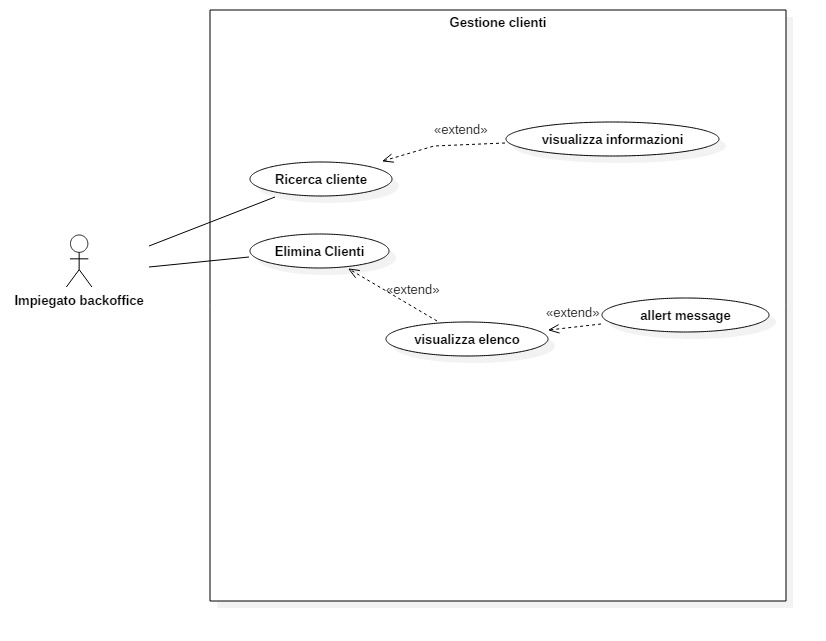 Gestione clienti
«extend»
visualizza informazioni
Ricerca cliente
Elimina Clienti
Impiegato backoffice
«extend»
«extend»
allert message
visualizza elenco